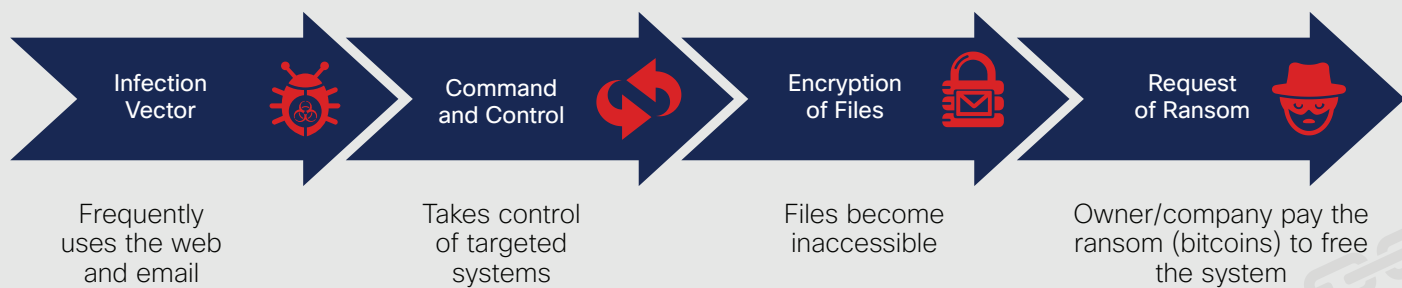 Infection
Vector
Command
and Control
Encryption
of Files
Request
of Ransom
Frequently
uses the web
and email
Takes control
of targeted
systems
Files become
inaccessible
Owner/company pay the
ransom (bitcoins) to free
the system